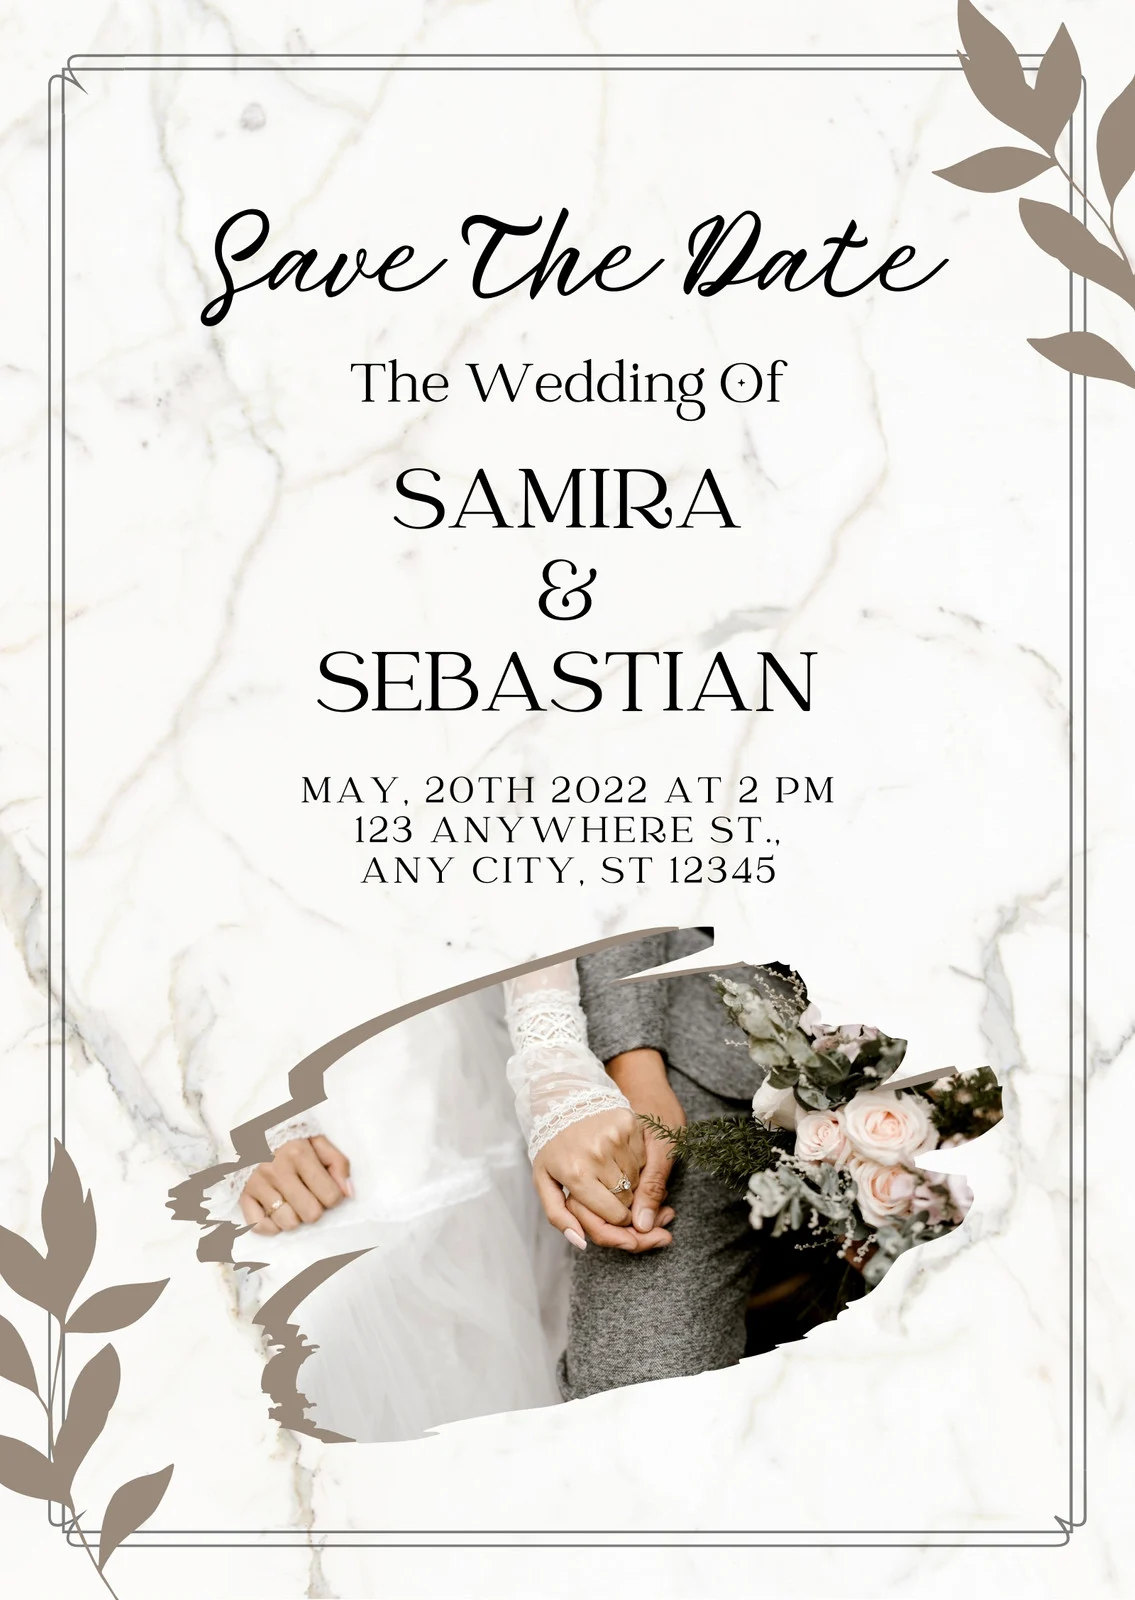 Save The Date
The Wedding Of
SAMIRA
&
SEBASTIAN
MAY, 20TH 2022 AT 2 PM
123 ANYWHERE ST.,
ANY CITY, ST 12345